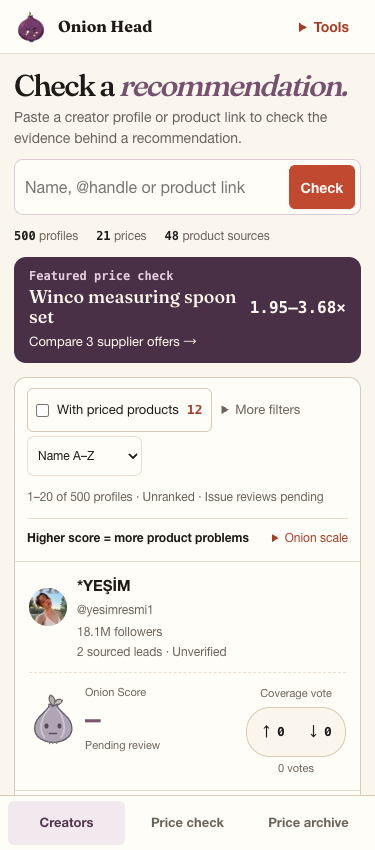 Onion Head
▶ Tools
Check a recommendation.
Paste a creator profile or product link to check the
evidence behind a recommendation.
Name, @handle or product link
Check
500 profiles 21 prices 48 product sources
Featured price check
Winco measuring spoon
set
1.95–3.68×
Compare 3 supplier offers →
With priced products 12
▶ More filters
Name A–Z
1–20 of 500 profiles · Unranked · Issue reviews pending
Higher score = more product problems
▶ Onion scale
*YEŞİM
@yesimresmi1
18.1M followers
2 sourced leads · Unverified
Onion Score
—
Pending review
Coverage vote
↑ 0 ↓ 0
0 votes
Creators
Price check
Price archive